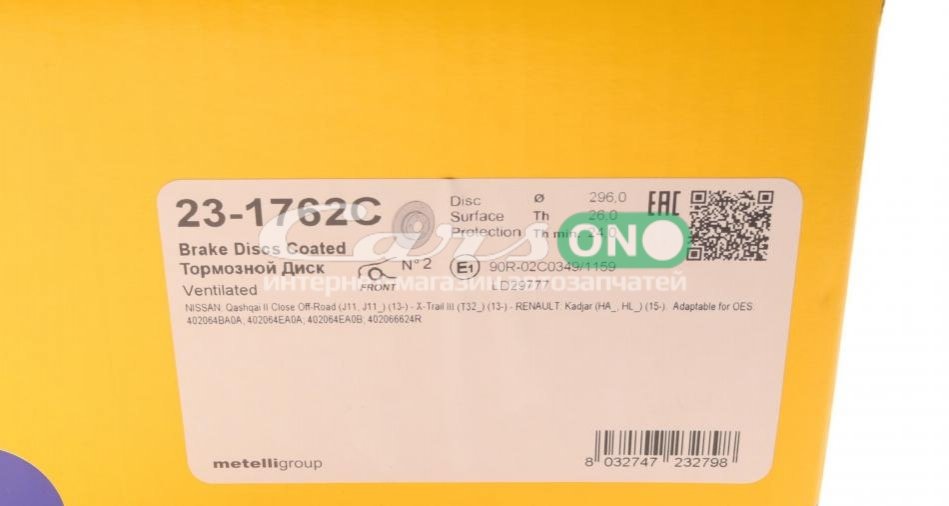 23-1762C
Disc Ø 296,0
Surface Th 26,0
Protection Th min. 24,0
EAC
Brake Discs Coated
Тормозной Диск
Ventilated
FRONT
N°2
E1
90R-02C0349/1159
LD29777
NISSAN: Qashqai II Close Off-Road (J11, J11_) (13-) - X-Trail III (T32_) (13-) - RENAULT: Kadjar (HA_, HL_) (15-). Adaptable for OES:
402064BA0A; 402064EA0A; 402064EA0B; 402066624R
metelligroup
8 032747 232798
Cars ONO
интернет-магазин автозапчастей